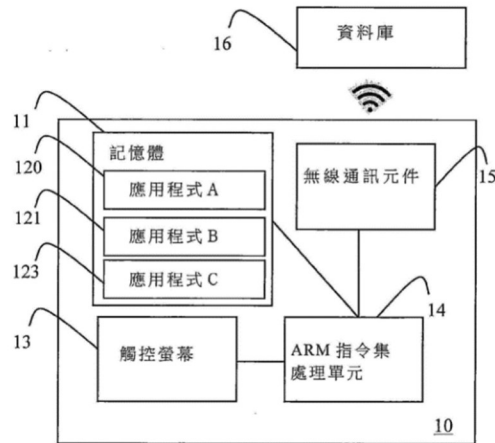 資料庫
16
11
記憶體
120
應用程式 A
無線通訊元件
15
121
應用程式 B
123
應用程式 C
14
13
觸控螢幕
ARM 指令集
處理單元
10